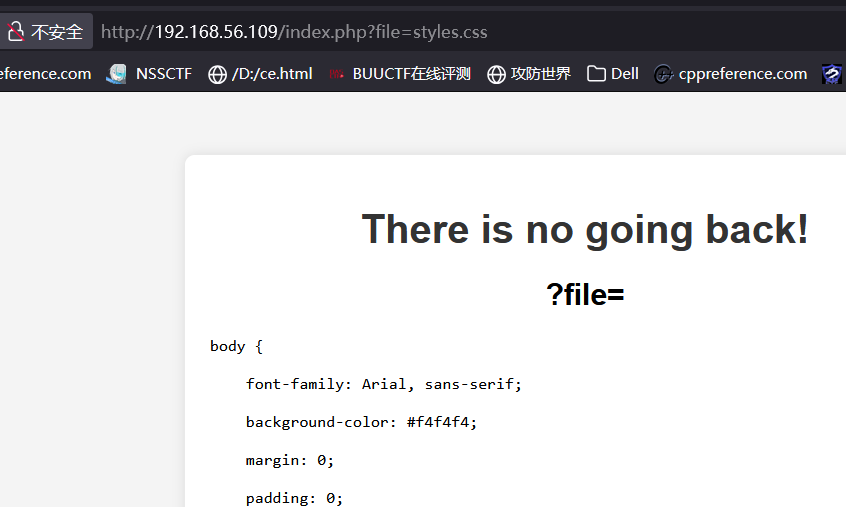 不安全 http://192.168.56.109/index.php?file=styles.css
eference.com NSSCTF /D:/ce.html BUUCTF在线评测 攻防世界 Dell cppreference.com
There is no going back!
?file=
body {
font-family: Arial, sans-serif;
background-color: #f4f4f4;
margin: 0;
padding: 0;